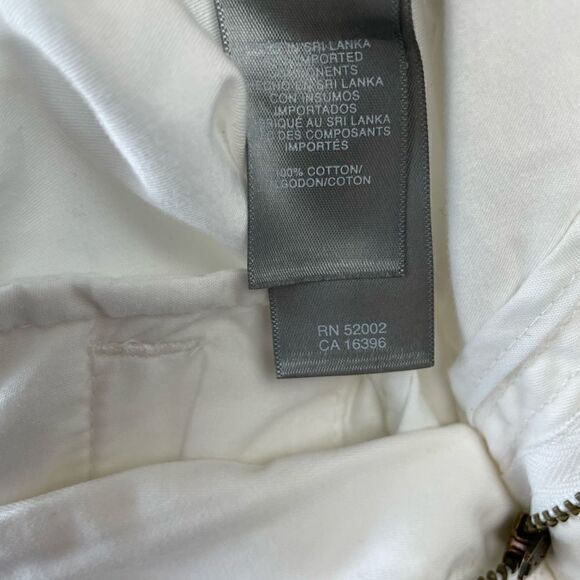 IN SRI LANKA
IMPORTED
SRI LANKA
CON INSUMOS
IMPORTADOS
AU SRI LANKA
DES COMPOSANTS
IMPORTÉS
100% COTTON/
ALGODON/COTON
RN 52002
CA 16396